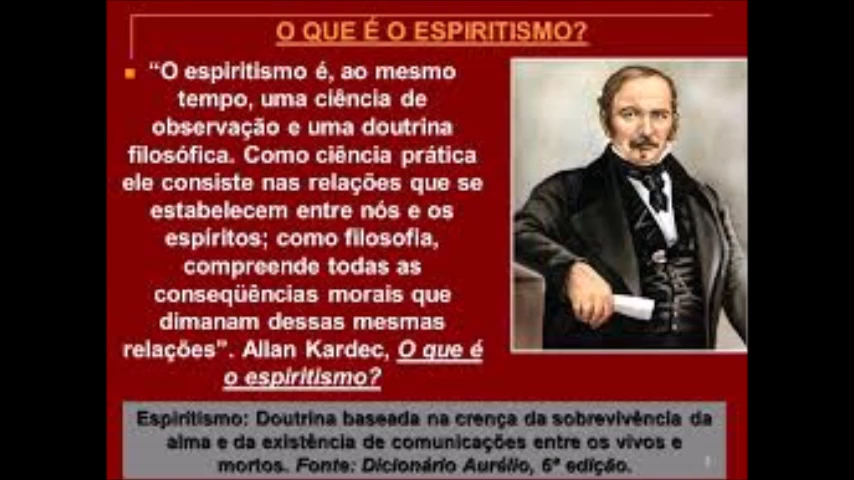 O QUE É O ESPIRITISMO?
“O espiritismo é, ao mesmo
tempo, uma ciência de
observação e uma doutrina
filosófica. Como ciência prática
ele consiste nas relações que se
estabelecem entre nós e os
espíritos; como filosofia,
compreende todas as
conseqüências morais que
dimanam dessas mesmas
relações”. Allan Kardec, O que é
o espiritismo?
Espiritismo: Doutrina baseada na crença da sobrevivência da
alma e da existência de comunicações entre os vivos e
mortos. Fonte: Dicionário Aurélio, 6ª edição.